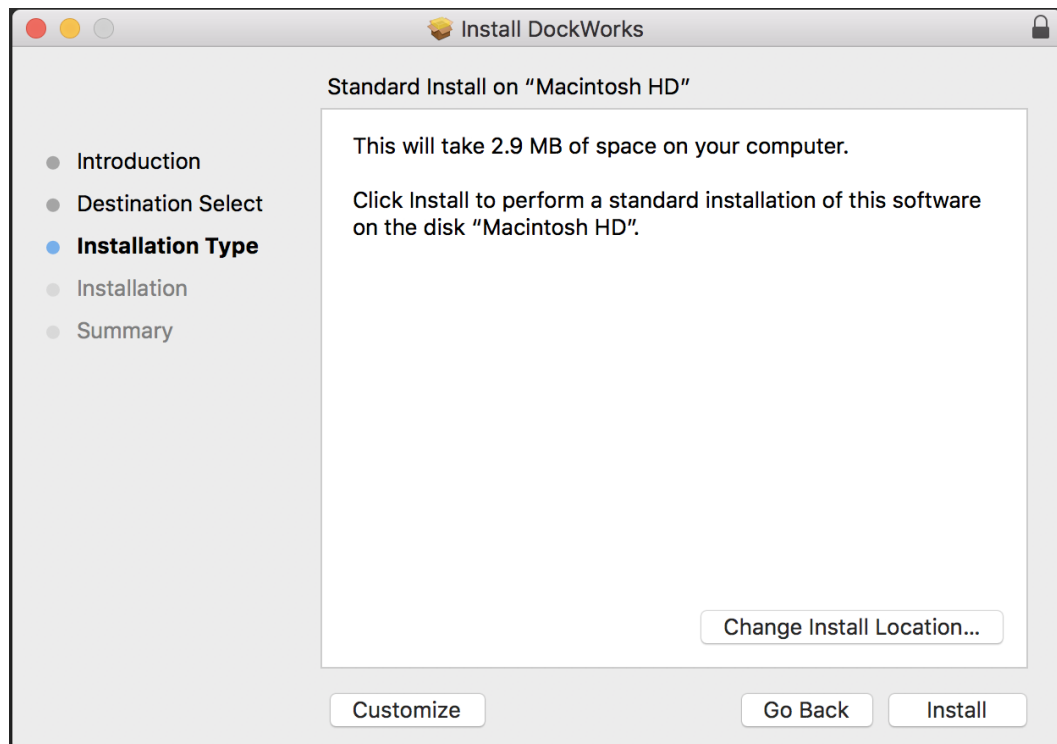 Install DockWorks
Standard Install on “Macintosh HD”
Introduction
Destination Select
Installation Type
Installation
Summary
This will take 2.9 MB of space on your computer.
Click Install to perform a standard installation of this software
on the disk “Macintosh HD”.
Change Install Location...
Customize
Go Back
Install